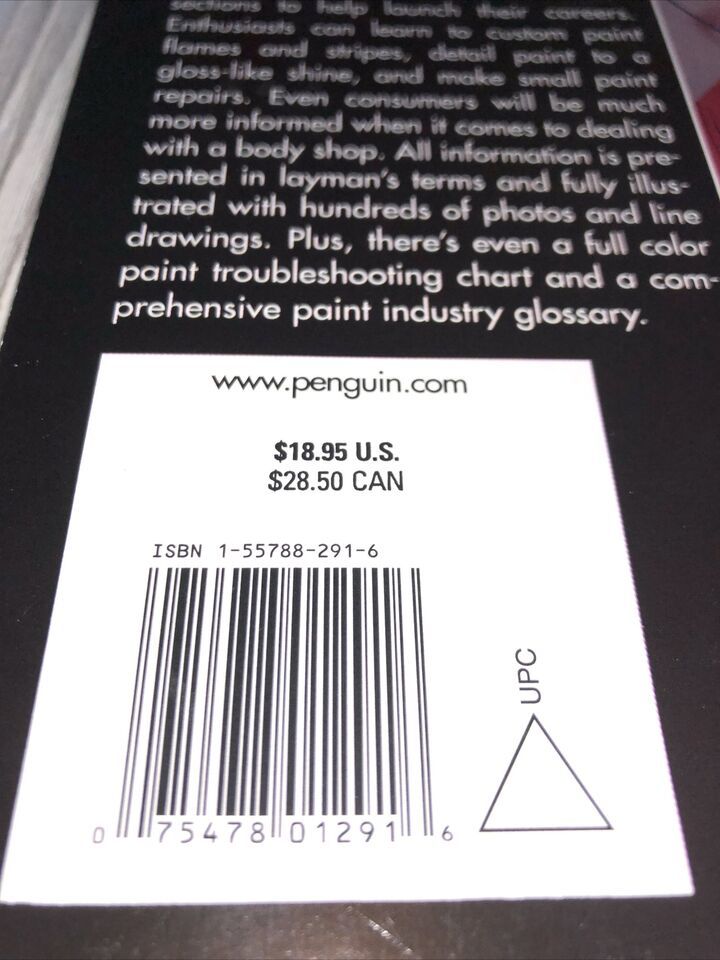 sections to help launch their careers.
Enthusiasts can learn to custom paint
flames and stripes, detail paint to a
gloss-like shine, and make small paint
repairs. Even consumers will be much
more informed when it comes to dealing
with a body shop. All information is pre-
sented in layman's terms and fully illus-
trated with hundreds of photos and line
drawings. Plus, there's even a full color
paint troubleshooting chart and a com-
prehensive paint industry glossary.
www.penguin.com
$18.95 U.S.
$28.50 CAN
ISBN 1-55788-291-6
UPC
0 75478 01291 6